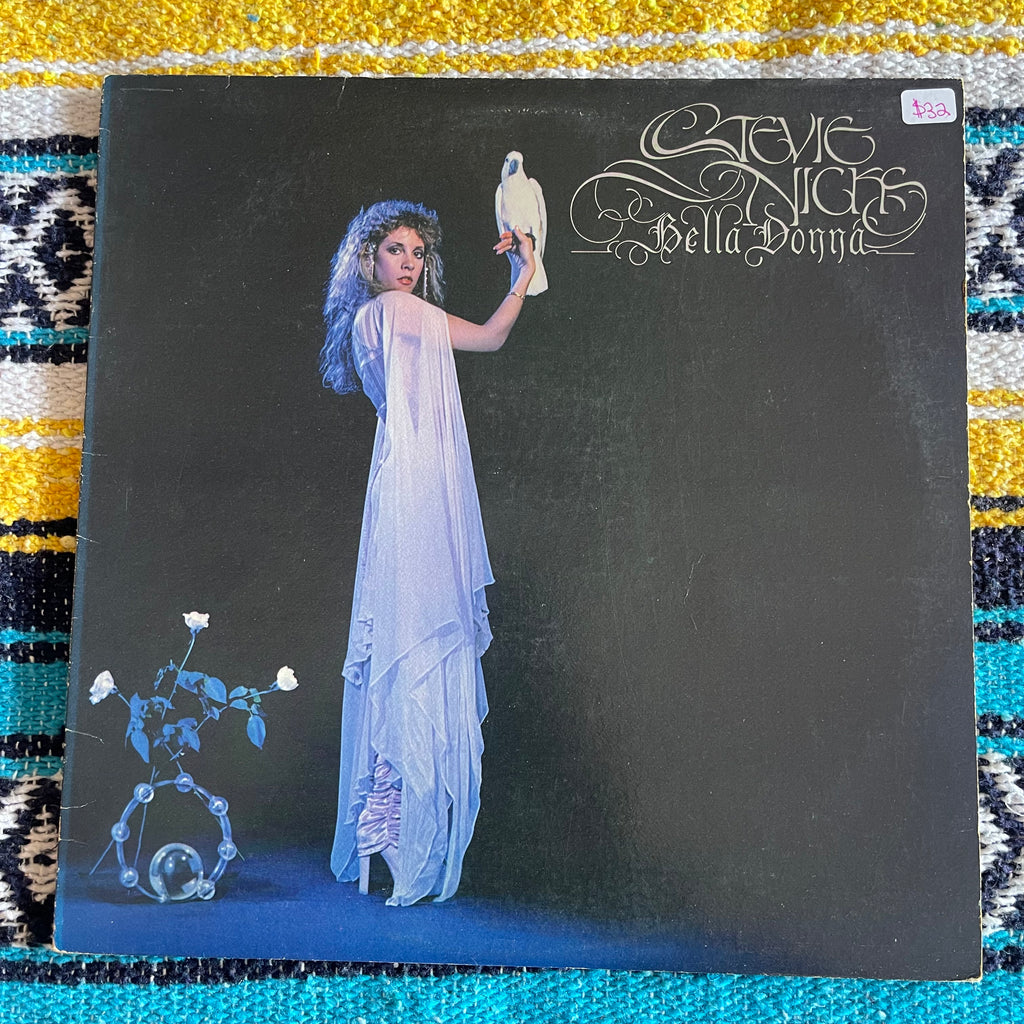 $32
STEVIE
NICKS
Bella Donna